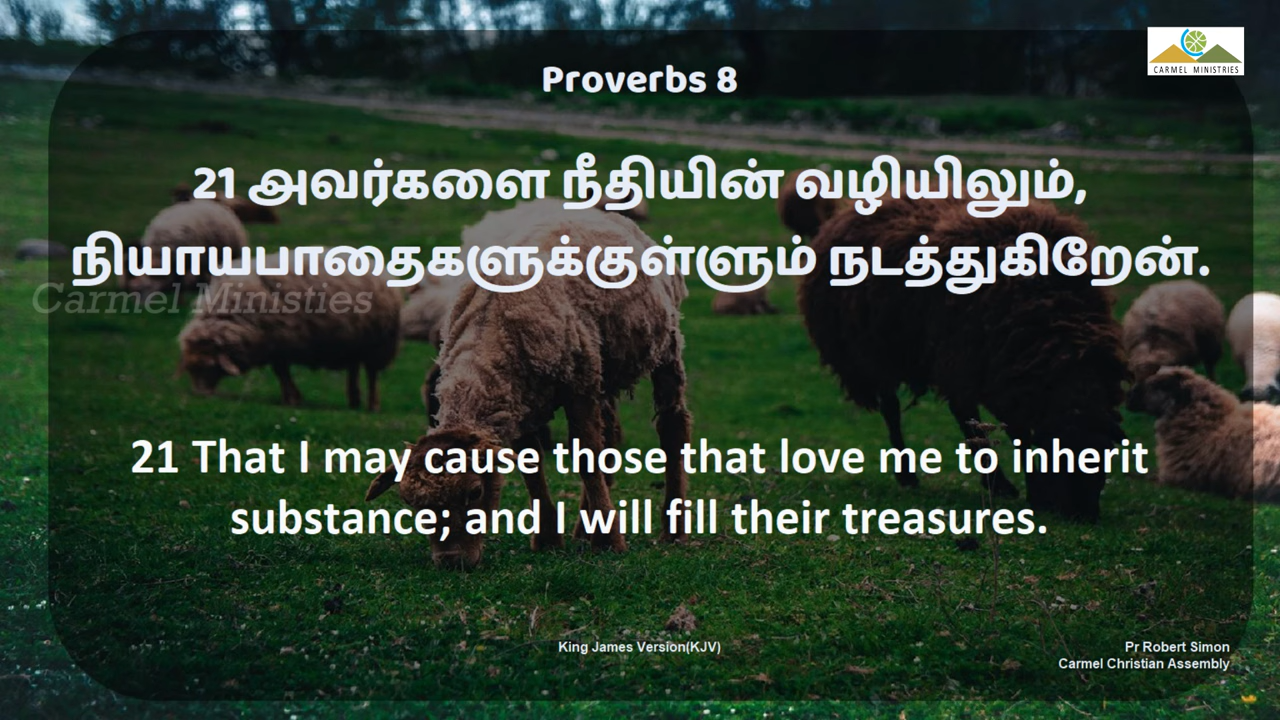 CARMEL MINISTRIES
Proverbs 8
21 அவர்களை நீதியின் வழியிலும்,
நியாயபாதைகளுக்குள்ளும் நடத்துகிறேன்.
Carmel Ministies
21 That I may cause those that love me to inherit
substance; and I will fill their treasures.
King James Version(KJV)
Pr Robert Simon
Carmel Christian Assembly